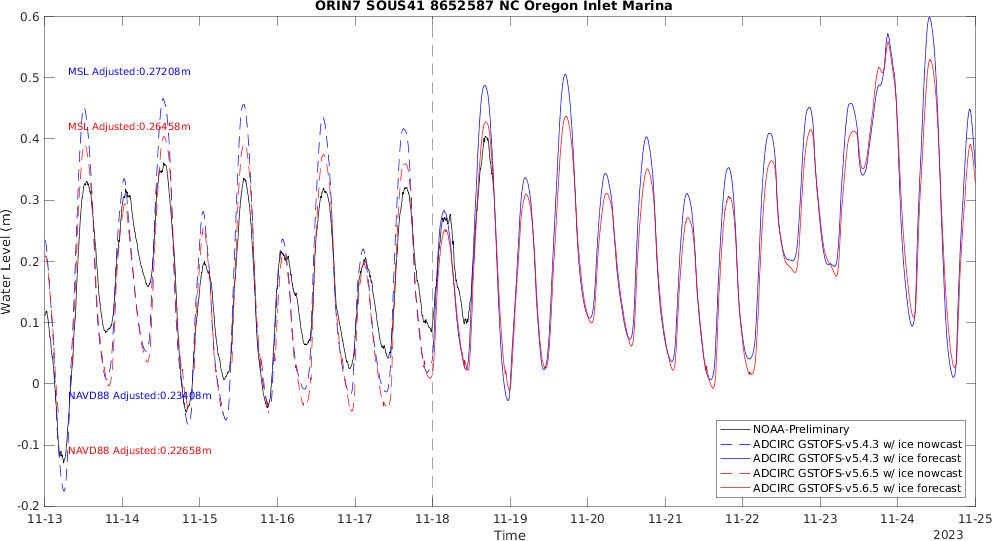 ORIN7 SOUS41 8652587 NC Oregon Inlet Marina
0.6
0.5
0.4
0.3
0.2
0.1
0
-0.1
-0.2
Water Level (m)
MSL Adjusted:0.27208m
MSL Adjusted:0.26458m
NAVD88 Adjusted:0.23408m
NAVD88 Adjusted:0.22658m
NOAA-Preliminary
ADCIRC GSTOFS-v5.4.3 w/ ice nowcast
ADCIRC GSTOFS-v5.4.3 w/ ice forecast
ADCIRC GSTOFS-v5.6.5 w/ ice nowcast
ADCIRC GSTOFS-v5.6.5 w/ ice forecast
11-13 11-14 11-15 11-16 11-17 11-18 11-19 11-20 11-21 11-22 11-23 11-24 11-25
Time
2023